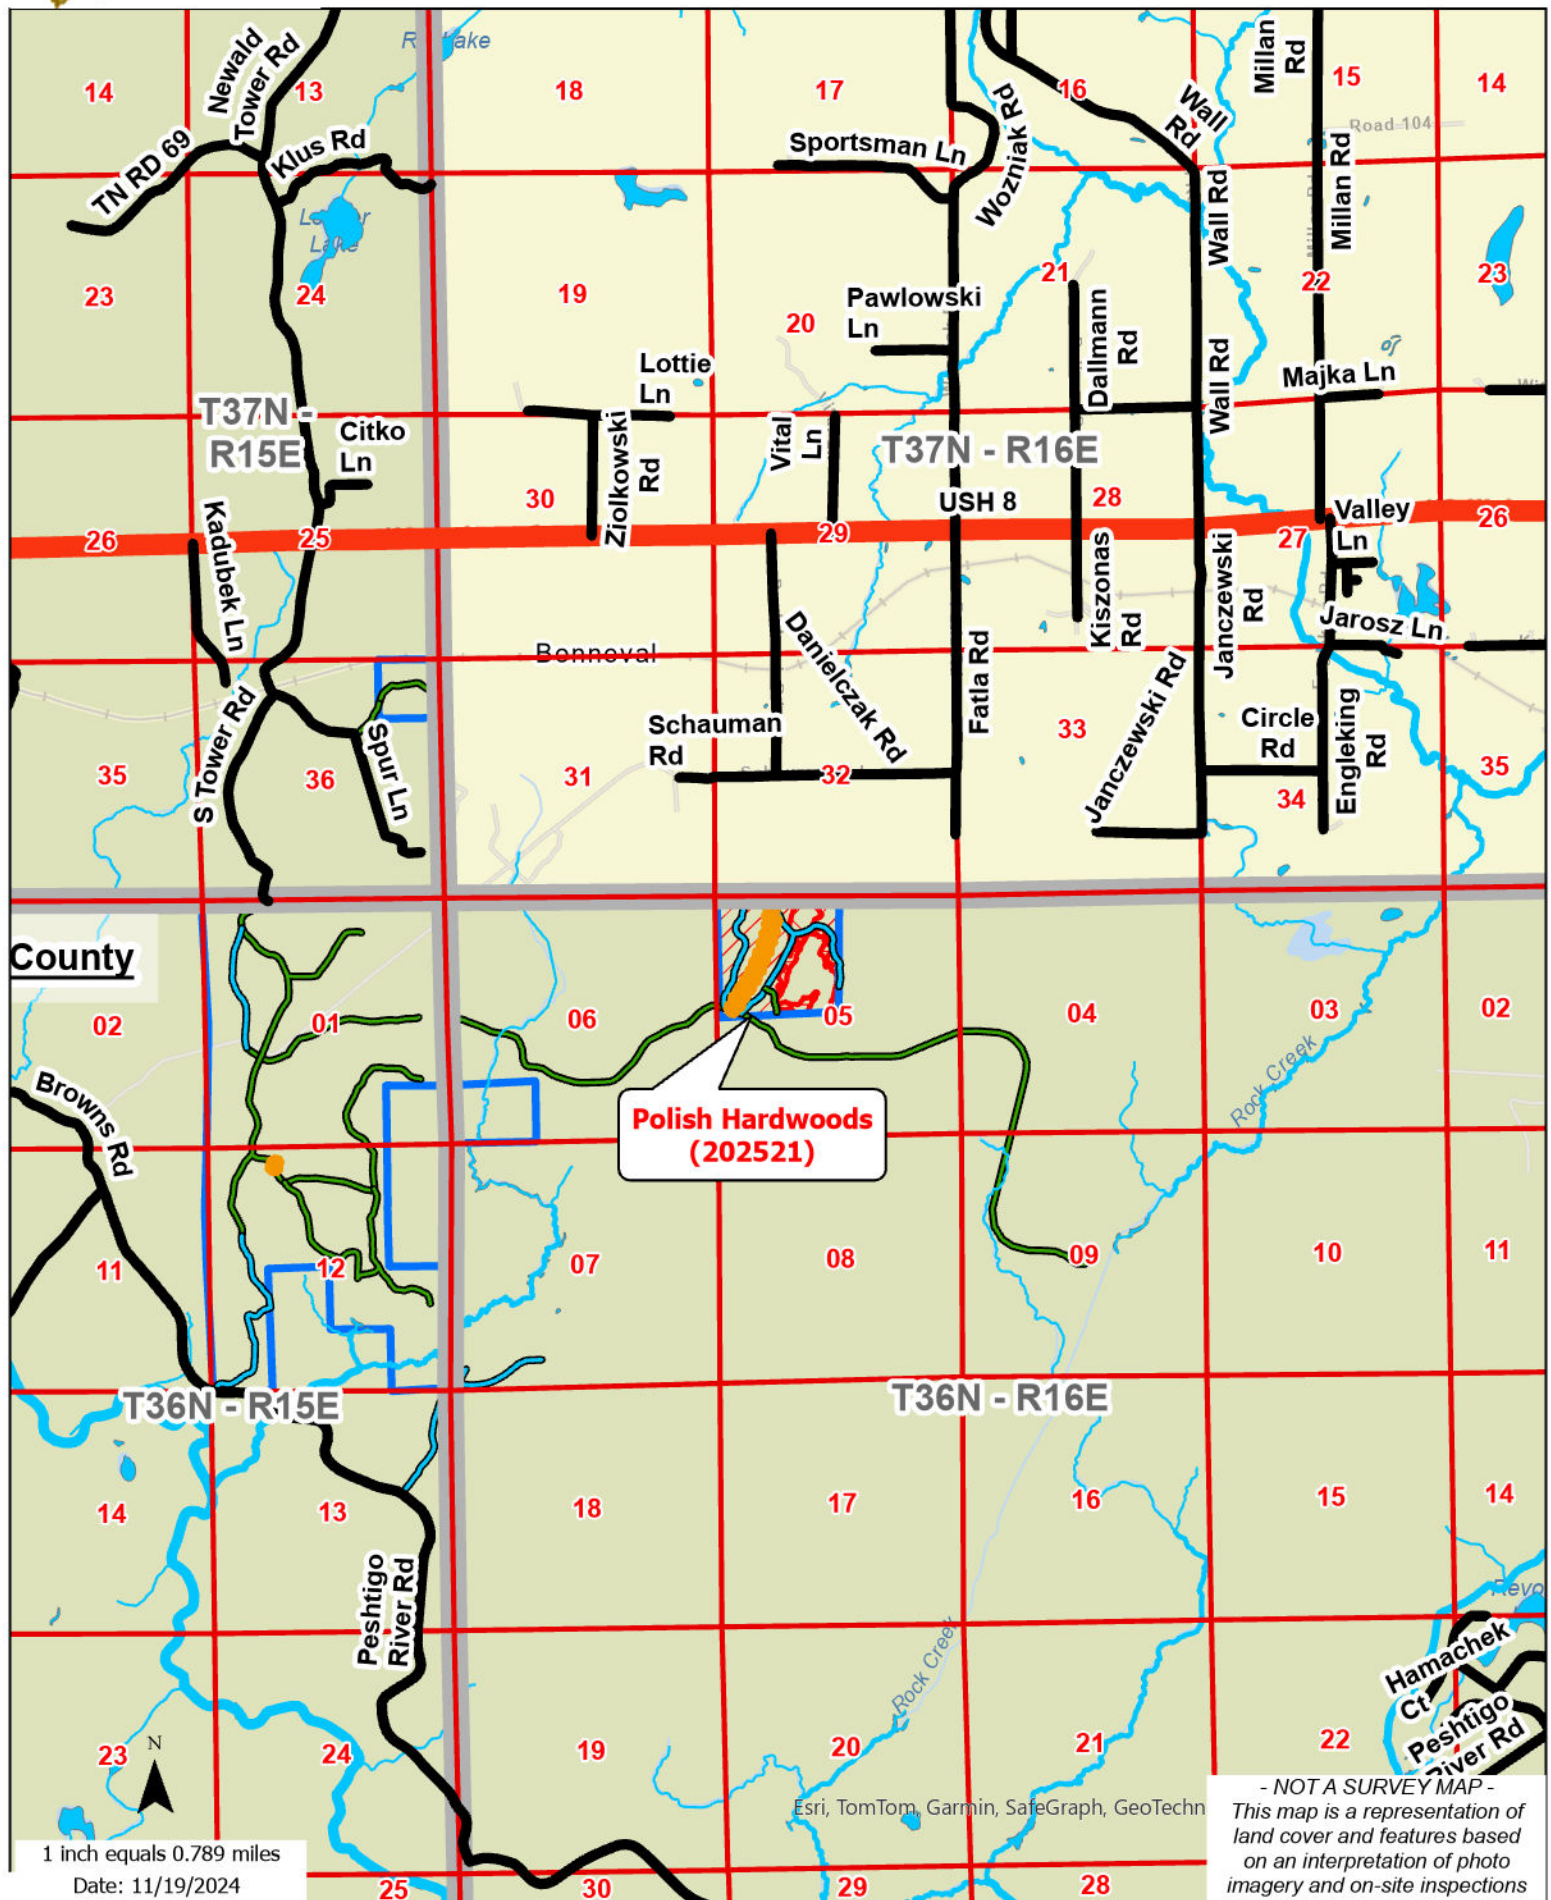 Newald
Tower Rd
14
13
18
17
16
Millan
Rd
15
14
Wall
Rd
Road 104
TN RD 69
Klus Rd
Sportsman Ln
Wozniak Rd
Wall Rd
Millan Rd
Lake
23
24
19
20
21
22
23
Pawlowski
Ln
Dallmann
Rd
Wall Rd
Lottie
Ln
Majka Ln
T37N -
R15E
Citko
Ln
Ziolkowski
Rd
Vital
Ln
T37N - R16E
30
USH 8
28
Valley
Ln
26
25
29
27
26
Kadubek Ln
Bonneval
Danielczak Rd
Fatla Rd
Kiszonas
Rd
Janczewski
Rd
Jarosz Ln
S Tower Rd
Spur Ln
Schauman
Rd
33
Janczewski Rd
Circle
Rd
Engleking
Rd
35
36
31
32
34
35
County
02
01
06
05
04
03
02
Browns Rd
Rock Creek
Polish Hardwoods
(202521)
11
12
07
08
09
10
11
T36N - R15E
T36N - R16E
14
13
18
17
16
15
14
Peshtigo
River Rd
Rock Creek
Hamachek
Ct
Peshtigo
River Rd
23
N
24
19
20
21
22
Esri, TomTom, Garmin, SafeGraph, GeoTechn
- NOT A SURVEY MAP -
This map is a representation of
land cover and features based
on an interpretation of photo
imagery and on-site inspections
1 inch equals 0.789 miles
Date: 11/19/2024
25
30
29
28